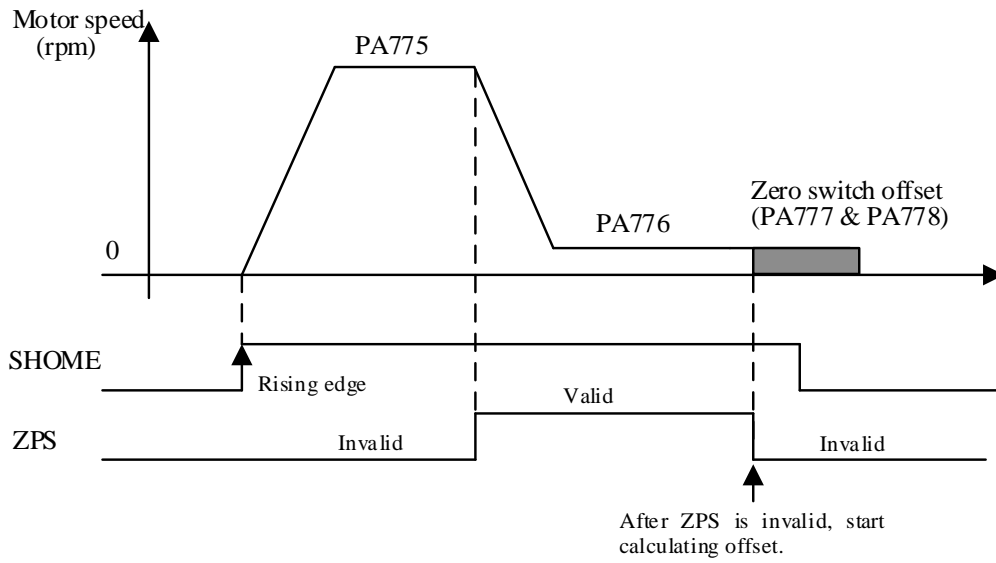 Motor speed
(rpm)
PA775
Zero switch offset
(PA777 & PA778)
PA776
0
SHOME
Rising edge
Valid
ZPS
Invalid
Invalid
After ZPS is invalid, start
calculating offset.